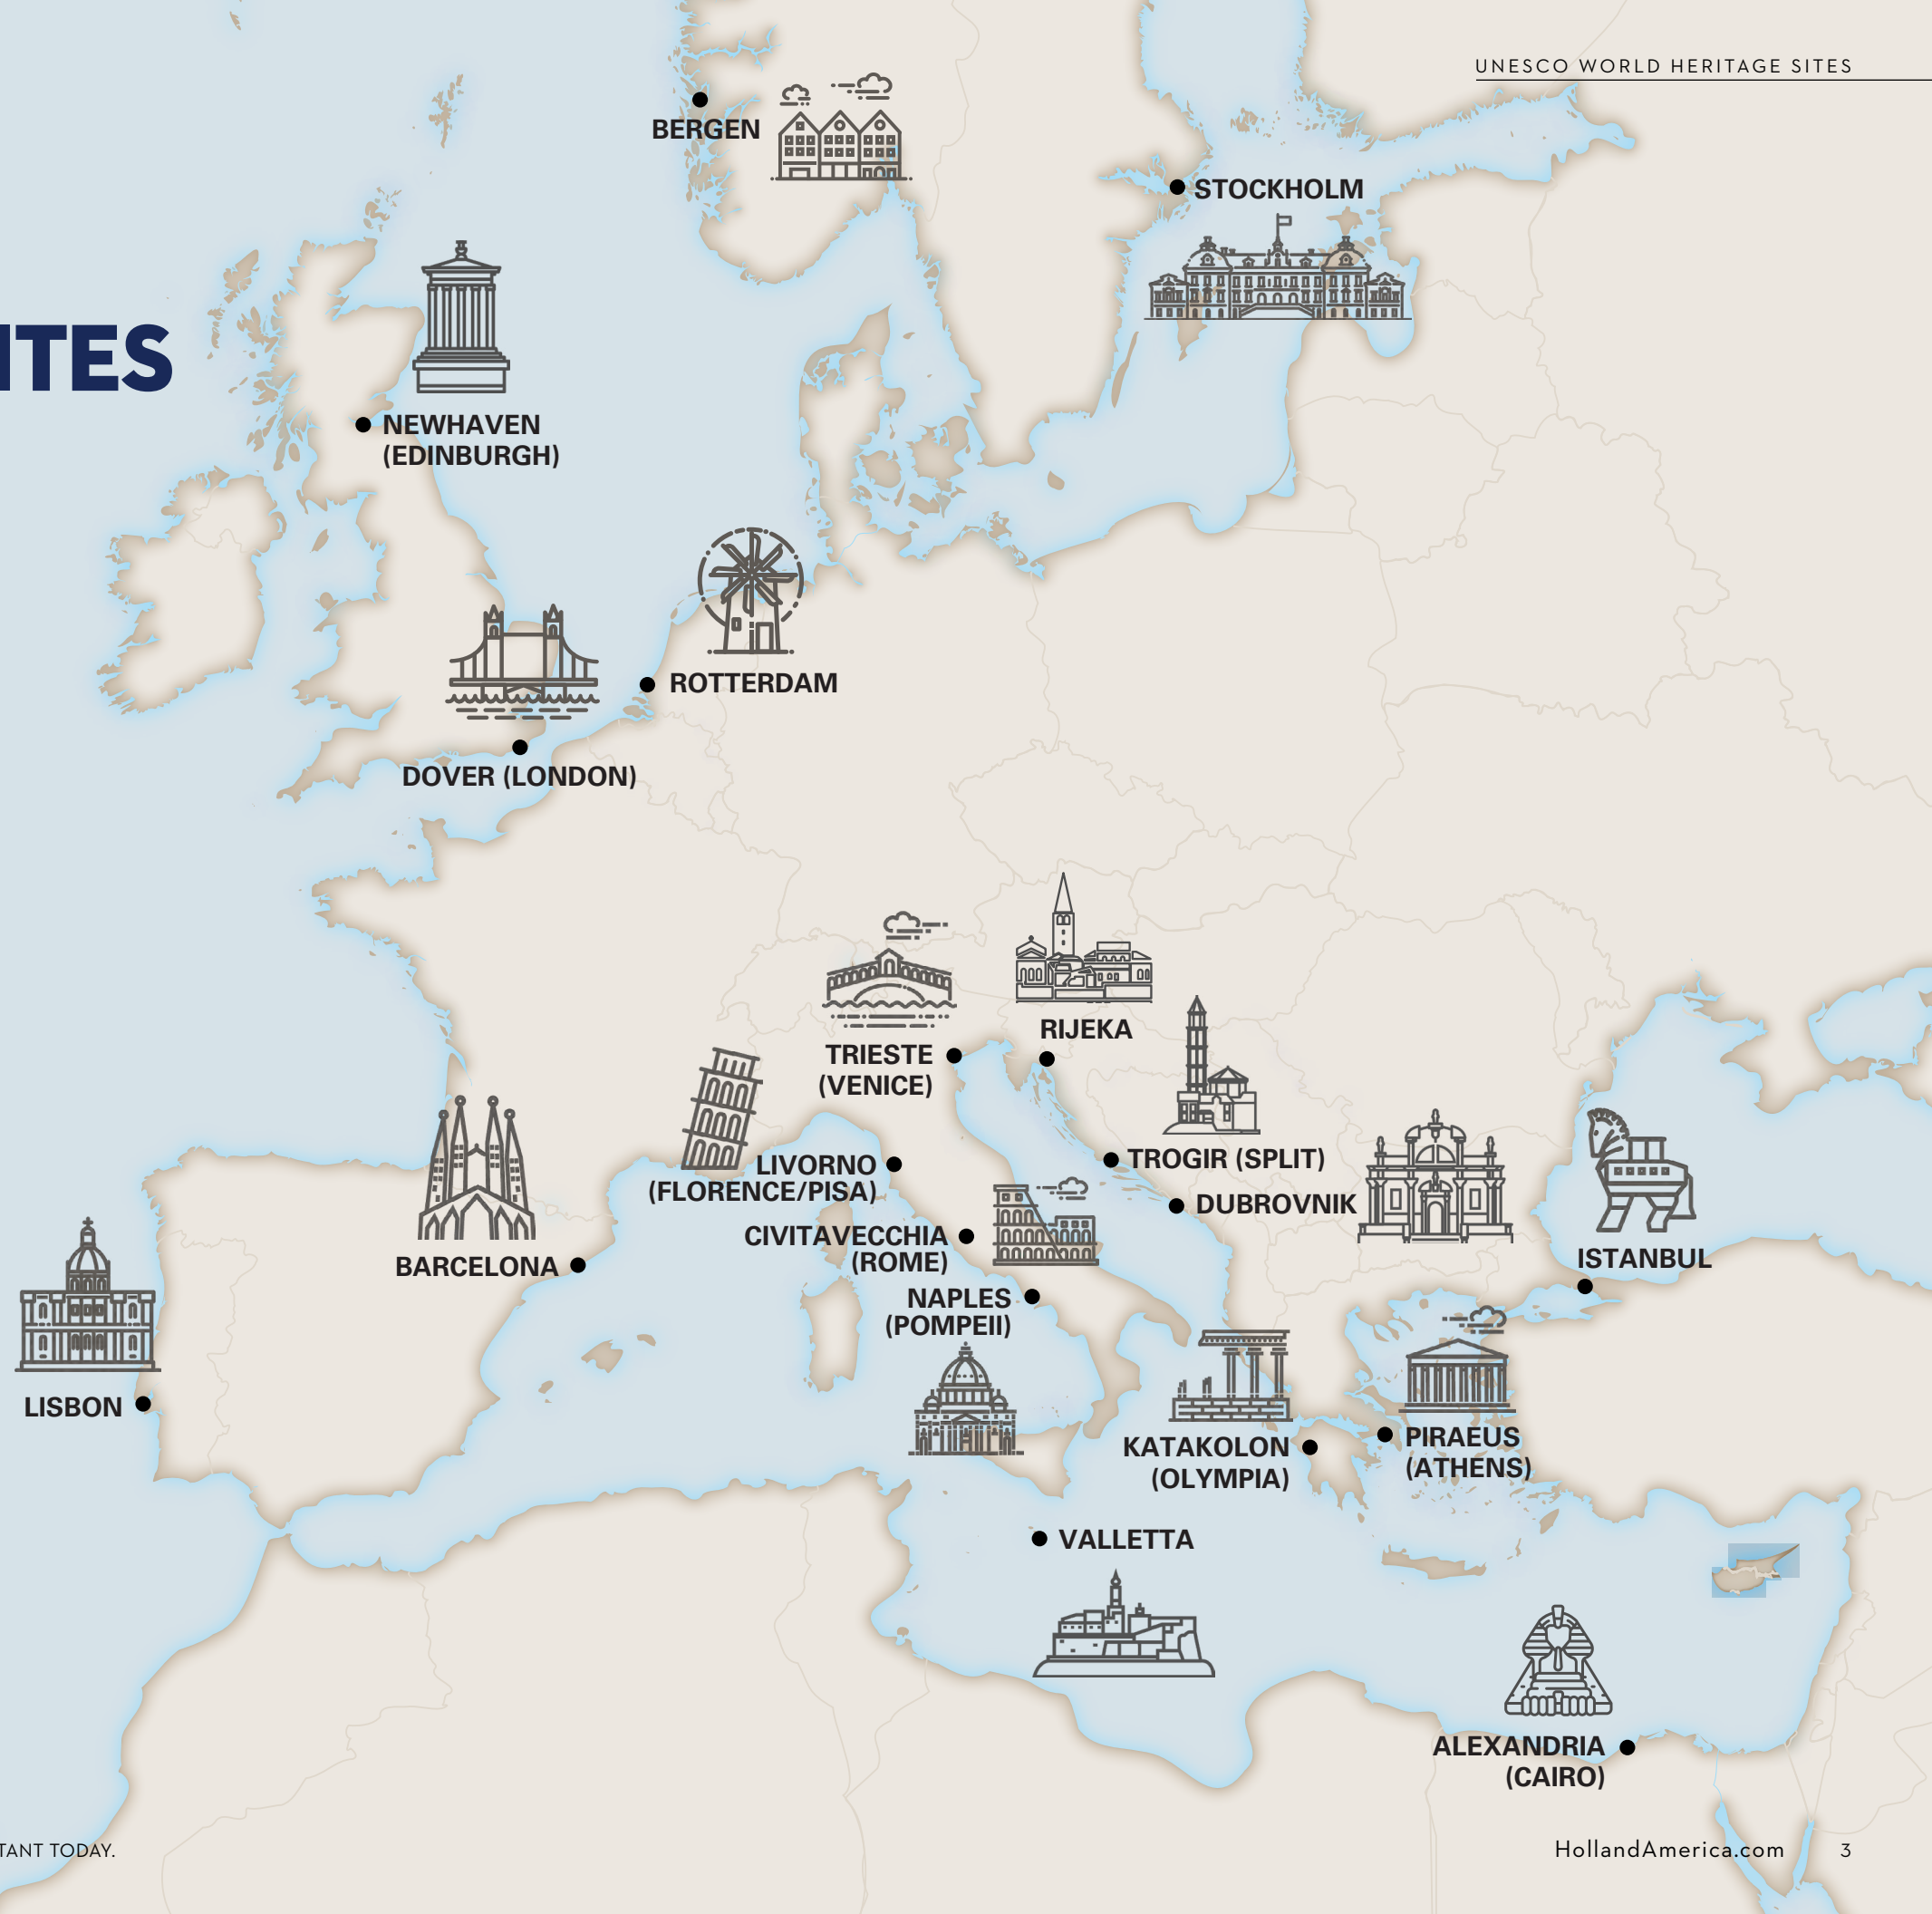 UNESCO WORLD HERITAGE SITES
BERGEN
STOCKHOLM
ITES
NEWHAVEN
(EDINBURGH)
ROTTERDAM
DOVER (LONDON)
RIJEKA
TRIESTE
(VENICE)
TROGIR (SPLIT)
LIVORNO
(FLORENCE/PISA)
DUBROVNIK
CIVITAVECCHIA
(ROME)
ISTANBUL
BARCELONA
NAPLES
(POMPEII)
LISBON
KATAKOLON
(OLYMPIA)
PIRAEUS
(ATHENS)
VALLETTA
ALEXANDRIA
(CAIRO)
TANT TODAY.
HollandAmerica.com 3